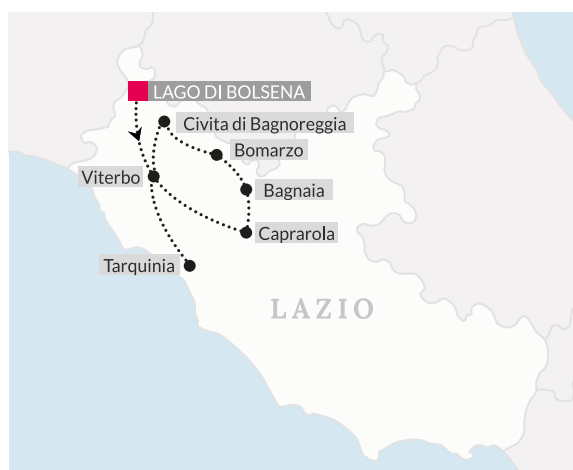 LAGO DI BOLSENA
Civita di Bagnoreggia
Bomarzo
Viterbo
Bagnaia
Caprarola
Tarquinia
LAZIO